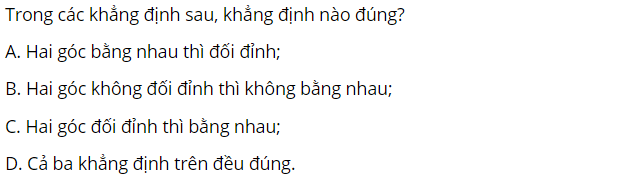 Trong các khẳng định sau, khẳng định nào đúng?
A. Hai góc bằng nhau thì đối đỉnh;
B. Hai góc không đối đỉnh thì không bằng nhau;
C. Hai góc đối đỉnh thì bằng nhau;
D. Cả ba khẳng định trên đều đúng.